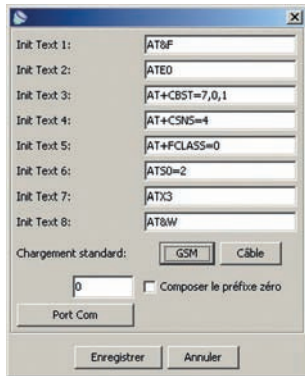 Init Text 1: AT&F
Init Text 2: ATE0
Init Text 3: AT+CBST=7,0,1
Init Text 4: AT+CSNS=4
Init Text 5: AT+FCLASS=0
Init Text 6: ATS0=2
Init Text 7: ATX3
Init Text 8: AT&W
Chargement standard: GSM Câble
0 Composer le préfixe zéro
Port Com
Enregistrer Annuler